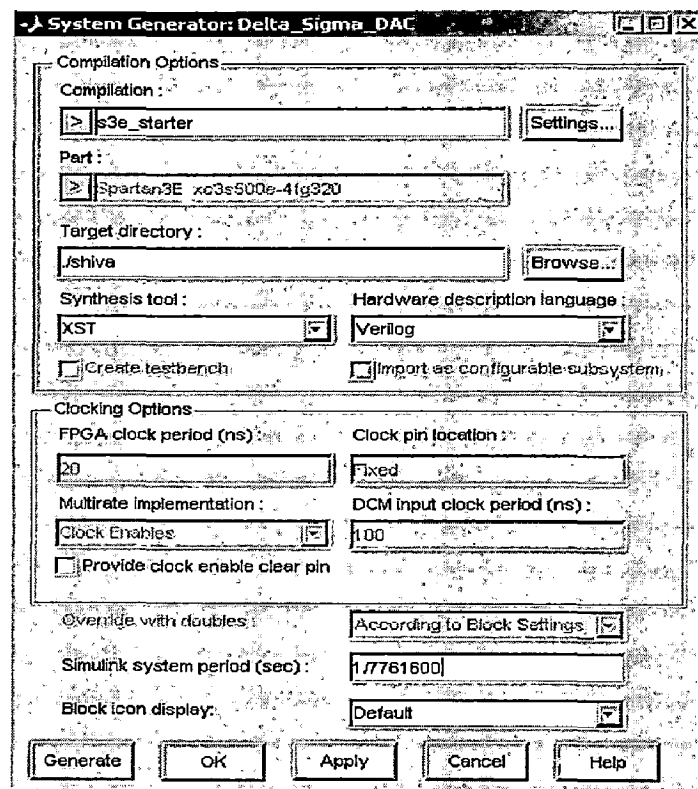 System Generator: Delta_Sigma_DAC
Compilation Options
Compilation :
> s3e_starter
Settings...
Part :
> Spartan3E xc3s500e-4fg320
Target directory :
./shiva
Browse...
Synthesis tool :
Hardware description language :
XST
Verilog
Create testbench
Import as configurable subsystem
Clocking Options
FPGA clock period (ns) :
Clock pin location :
20
Fixed
Multirate implementation :
DCM input clock period (ns) :
Clock Enables
100
Provide clock enable clear pin
Override with doubles :
According to Block Settings
Simulink system period (sec) :
1/7761600
Block icon display:
Default
Generate
OK
Apply
Cancel
Help